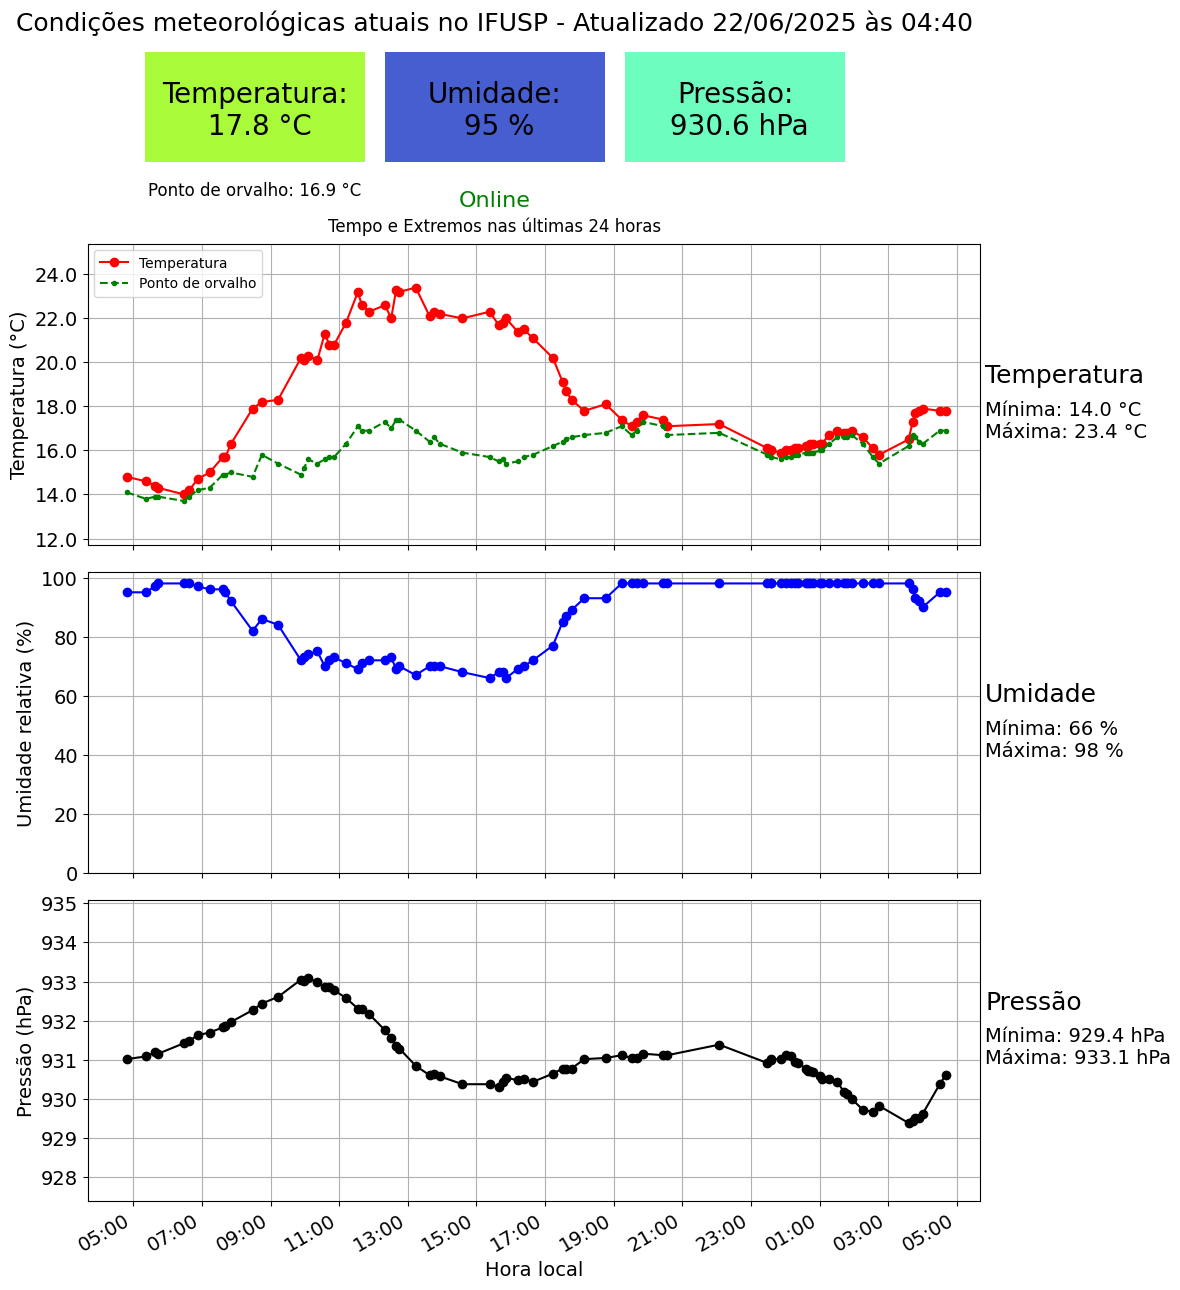 Condições meteorológicas atuais no IFUSP - Atualizado 22/06/2025 às 04:40
Temperatura:
17.8 °C
Umidade:
95 %
Pressão:
930.6 hPa
Ponto de orvalho: 16.9 °C
Online
Tempo e Extremos nas últimas 24 horas
Temperatura
Ponto de orvalho
Temperatura (°C)
24.0
22.0
20.0
18.0
16.0
14.0
12.0
Temperatura
Mínima: 14.0 °C
Máxima: 23.4 °C
Umidade relativa (%)
100
80
60
40
20
0
Umidade
Mínima: 66 %
Máxima: 98 %
Pressão (hPa)
935
934
933
932
931
930
929
928
Pressão
Mínima: 929.4 hPa
Máxima: 933.1 hPa
05:00
07:00
09:00
11:00
13:00
15:00
17:00
19:00
21:00
23:00
01:00
03:00
05:00
Hora local